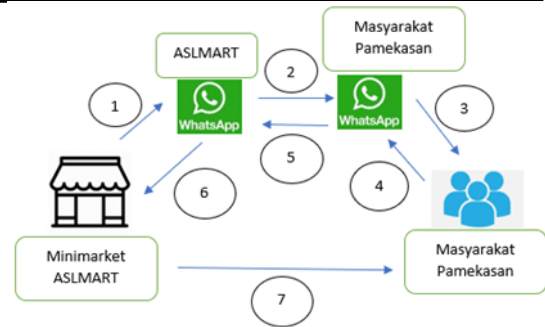 Masyarakat
Pamekasan
ASLMART
2
WhatsApp
WhatsApp
1
3
5
4
6
Minimarket
ASLMART
Masyarakat
Pamekasan
7